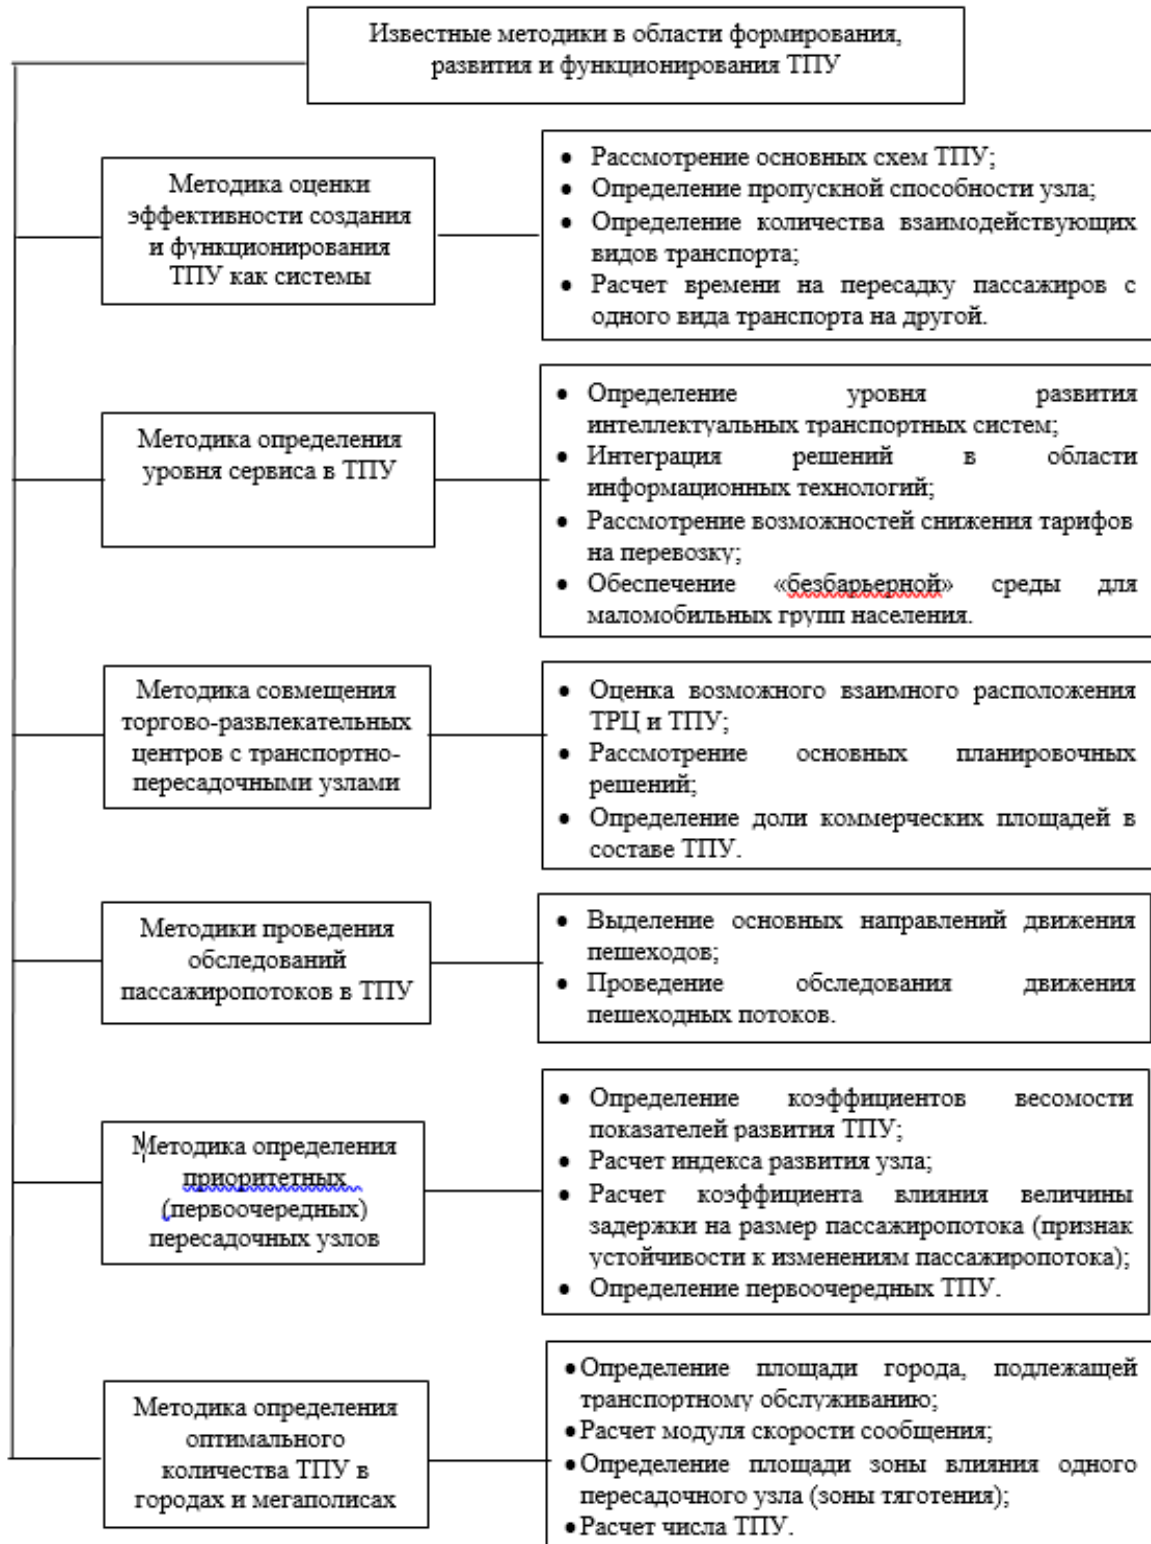 Известные методики в области формирования,
развития и функционирования ТПУ
Методика оценки
эффективности создания
и функционирования
ТПУ как системы
• Рассмотрение основных схем ТПУ;
• Определение пропускной способности узла;
• Определение количества взаимодействующих
видов транспорта;
• Расчет времени на пересадку пассажиров с
одного вида транспорта на другой.
Методика определения
уровня сервиса в ТПУ
• Определение уровня развития
интеллектуальных транспортных систем;
• Интеграция решений в области
информационных технологий;
• Рассмотрение возможностей снижения тарифов
на перевозку;
• Обеспечение «безбарьерной» среды для
маломобильных групп населения.
Методика совмещения
торгово-развлекательных
центров с транспортно-
пересадочными узлами
• Оценка возможного взаимного расположения
ТРЦ и ТПУ;
• Рассмотрение основных планировочных
решений;
• Определение доли коммерческих площадей в
составе ТПУ.
Методики проведения
обследований
пассажиропотоков в ТПУ
• Выделение основных направлений движения
пешеходов;
• Проведение обследования движения
пешеходных потоков.
Методика определения
приоритетных
(первоочередных)
пересадочных узлов
• Определение коэффициентов весомости
показателей развития ТПУ;
• Расчет индекса развития узла;
• Расчет коэффициента влияния величины
задержки на размер пассажиропотока (признак
устойчивости к изменениям пассажиропотока);
• Определение первоочередных ТПУ.
Методика определения
оптимального
количества ТПУ в
городах и мегаполисах
• Определение площади города, подлежащей
транспортному обслуживанию;
• Расчет модуля скорости сообщения;
• Определение площади зоны влияния одного
пересадочного узла (зоны тяготения);
• Расчет числа ТПУ.